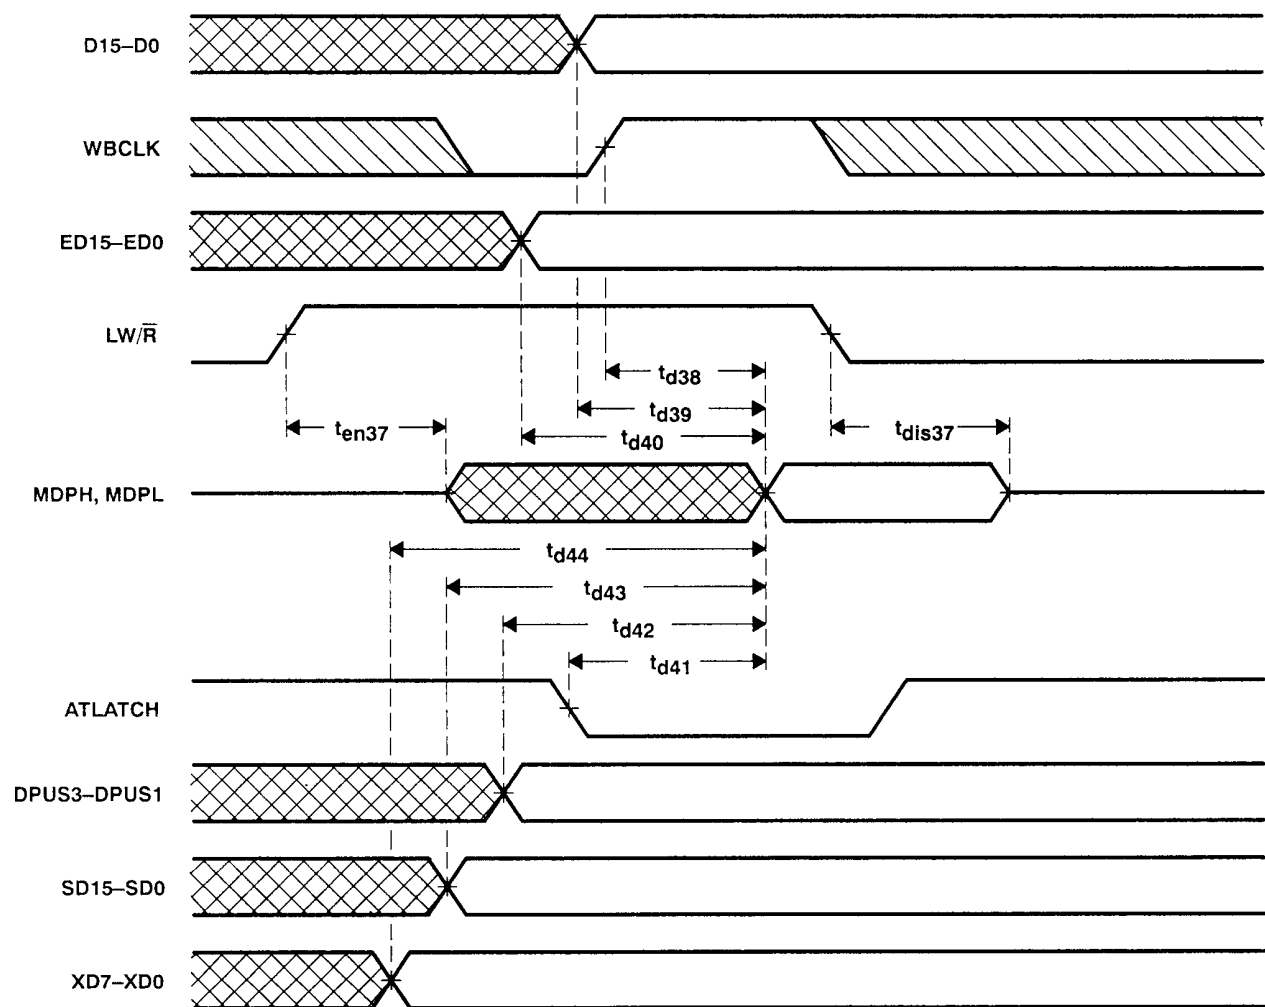 D15–D0
WBCLK
ED15–ED0
LW/R̅
td38
td39
ten37
td40
tdis37
MDPH, MDPL
td44
td43
td42
td41
ATLATCH
DPUS3–DPUS1
SD15–SD0
XD7–XD0